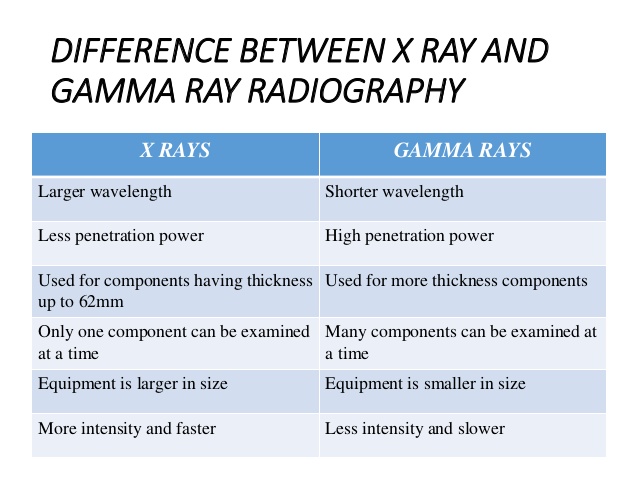 DIFFERENCE BETWEEN X RAY AND
GAMMA RAY RADIOGRAPHY
X RAYS
GAMMA RAYS
Larger wavelength
Shorter wavelength
Less penetration power
High penetration power
Used for components having thickness
up to 62mm
Used for more thickness components
Only one component can be examined
at a time
Many components can be examined at
a time
Equipment is larger in size
Equipment is smaller in size
More intensity and faster
Less intensity and slower